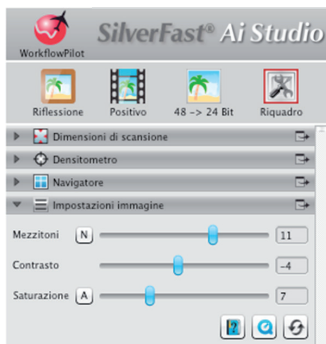 SilverFast® Ai Studio
WorkflowPilot
Riflessione
Positivo
48 -> 24 Bit
Riquadro
Dimensioni di scansione
Densitometro
Navigatore
Impostazioni immagine
Mezzitoni N 11
Contrasto -4
Saturazione A 7